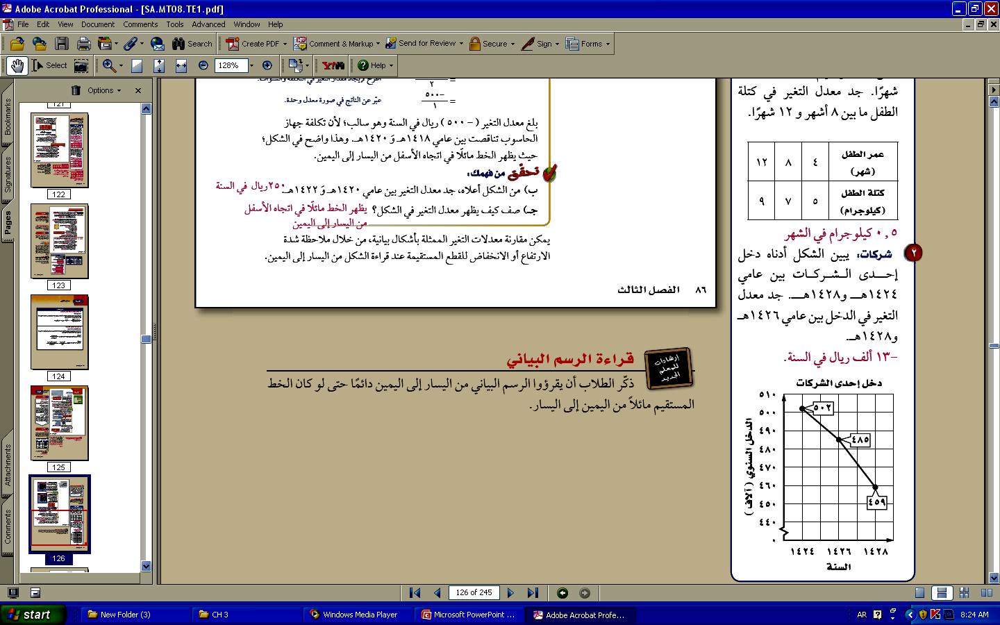 Adobe Acrobat Professional - [SA.MT08.TE1.pdf]
File Edit View Document Comments Tools Advanced Window Help
Search Create PDF Comment & Markup Send for Review Secure Sign Forms
Select 128% Y! Help
Options
Bookmarks
Signatures
Pages
Attachments
Comments
121
122
123
124
125
126
٢
=
عبّر عن الناتج في صورة معدل وحدة.
= −٥٠٠
١
بلغ معدل التغير ( − ٥٠٠ ) ريال في السنة وهو سالب؛ لأن تكلفة جهاز
الحاسوب تناقصت بين عامي ١٤١٨هـ وَ ١٤٢٠هـ. وهذا واضح في الشكل؛
حيث يظهر الخط مائلًا في اتجاه الأسفل من اليسار إلى اليمين.
تحقَّق من فهمك:
ب) من الشكل أعلاه، جد معدل التغير بين عامي ١٤٢٠هـ وَ ١٤٢٢هـ. ٢٥٠ريال في السنة
جـ) صف كيف يظهر معدل التغير في الشكل؟ يظهر الخط مائلًا في اتجاه الأسفل
من اليسار إلى اليمين
يمكن مقارنة معدلات التغير الممثلة بأشكال بيانية، من خلال ملاحظة شدة
الارتفاع أو الانخفاض للقطع المستقيمة عند قراءة الشكل من اليسار إلى اليمين.
٨٦ الفصل الثالث
إرشادات
للمعلم
الجديد
قراءة الرسم البياني
ذكّر الطلاب أن يقرؤوا الرسم البياني من اليسار إلى اليمين دائمًا حتى لو كان الخط
المستقيم مائلاً من اليمين إلى اليسار.
شهرًا. جد معدل التغير في كتلة
الطفل ما بين ٨ أشهر و ١٢ شهرًا.
عمر الطفل (شهر) ٤ ٨ ١٢
كتلة الطفل (كيلوجرام) ٥ ٧ ٩
٠,٥ كيلوجرام في الشهر
٢ شركات: يبين الشكل أدناه دخل
إحدى الشركات بين عامي
١٤٢٤هـ و١٤٢٨هـ. جد معدل
التغير في الدخل بين عامي ١٤٢٦هـ
و١٤٢٨هـ.
−١٣ ألف ريال في السنة.
دخل إحدى الشركات
٥١٠
٥٠٠
٤٩٠
٤٨٠
٤٧٠
٤٦٠
٤٥٠
٤٤٠
٠
الدخل السنوي ( آلاف )
٥٠٢
٤٨٥
٤٥٩
١٤٢٤ ١٤٢٦ ١٤٢٨
السنة
126 of 245
start New Folder (3) CH 3 Windows Media Player Microsoft PowerPoint ... Adobe Acrobat Profe... AR 8:24 AM